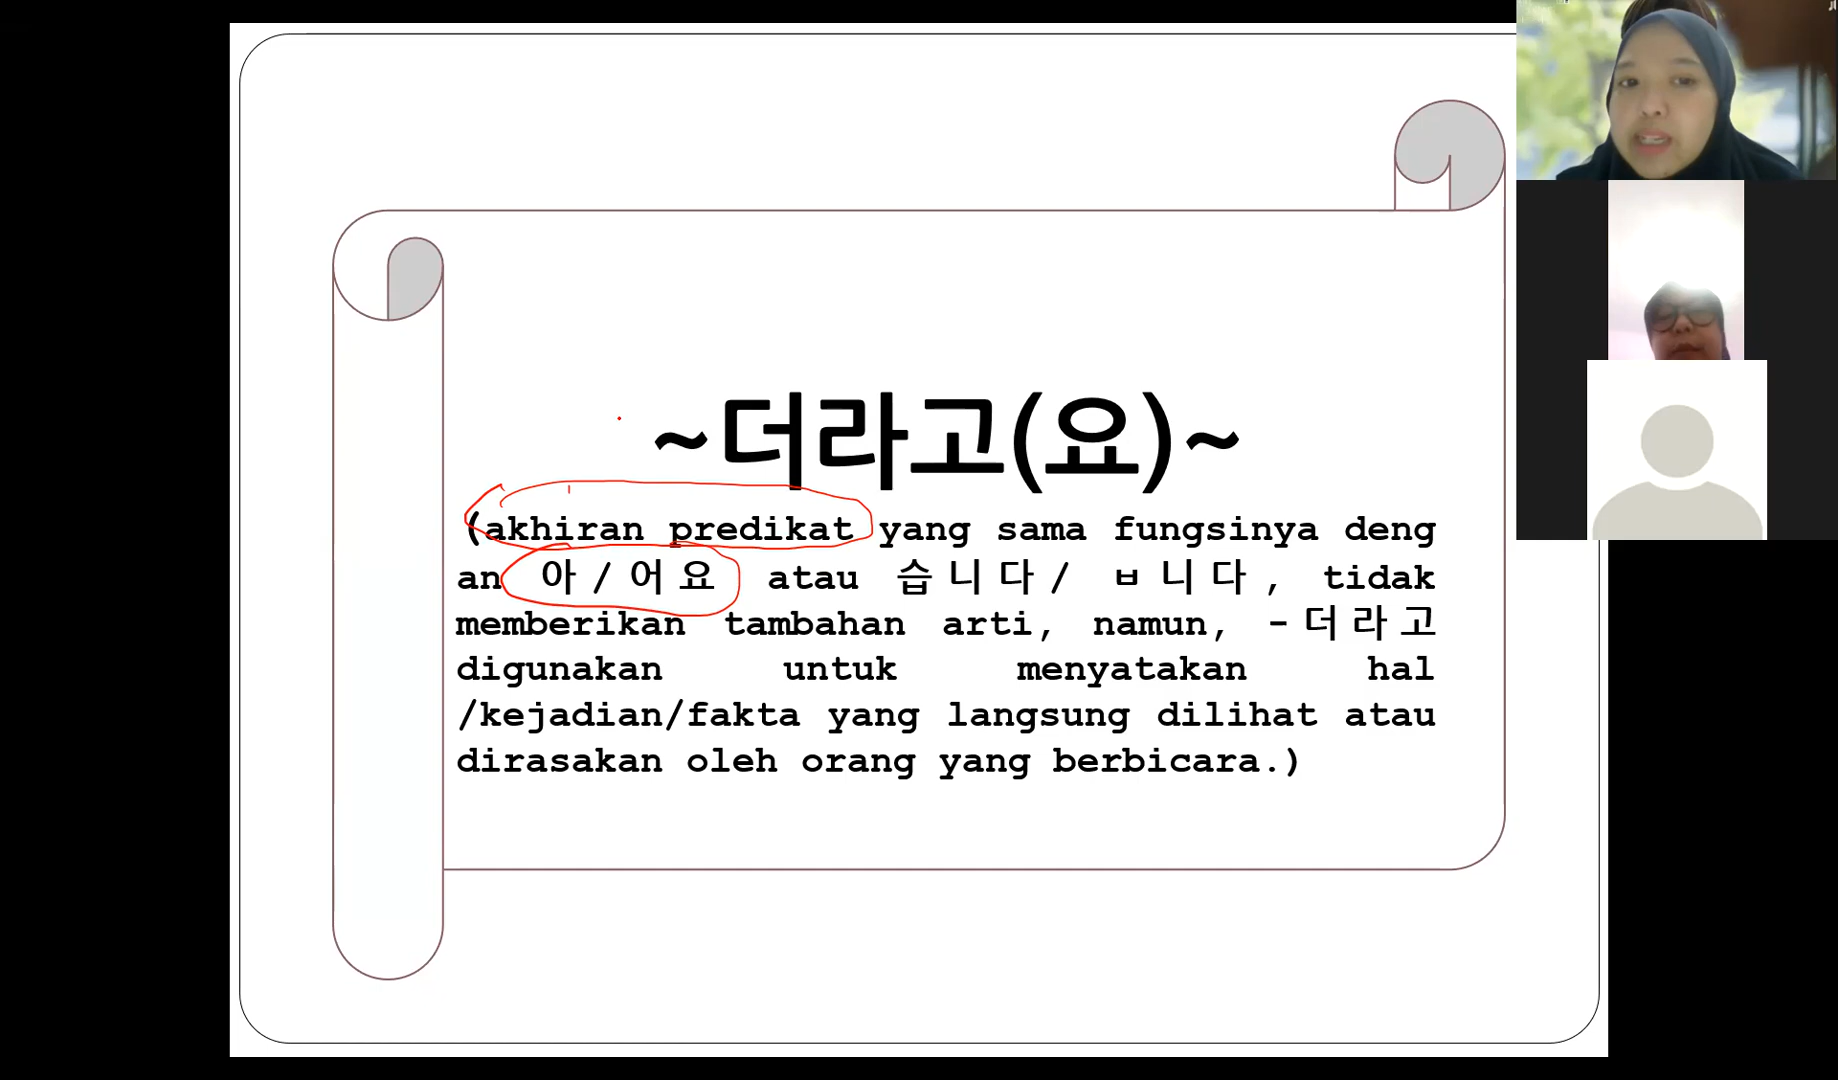 ~더라고(요)~
(akhiran predikat yang sama fungsinya deng
an 아/어요 atau 습니다/ ㅂ니다, tidak
memberikan tambahan arti, namun, -더라고
digunakan untuk menyatakan hal
/kejadian/fakta yang langsung dilihat atau
dirasakan oleh orang yang berbicara.)